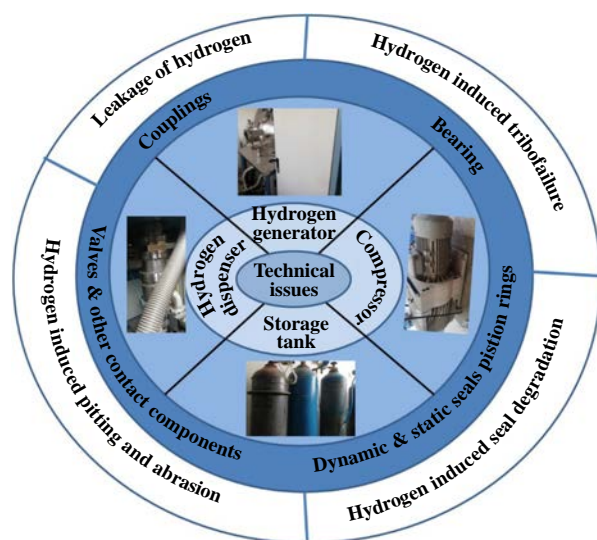 Leakage of hydrogen
Hydrogen induced tribofailure
Couplings
Bearing
Hydrogen
generator
Hydrogen
dispenser
Compressor
Technical
issues
Storage
tank
Valves & other contact components
Dynamic & static seals pistion rings
Hydrogen induced pitting and abrasion
Hydrogen induced seal degradation